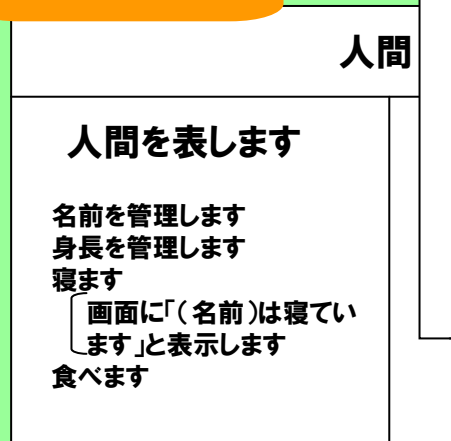 人間
人間を表します
名前を管理します
身長を管理します
寝ます
画面に「(名前)は寝てい
ます」と表示します
食べます